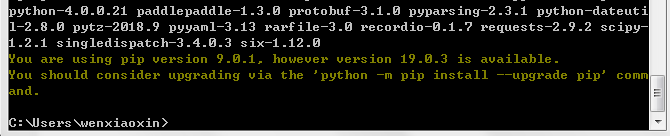 python-4.0.0.21 paddlepaddle-1.3.0 protobuf-3.1.0 pyparsing-2.3.1 python-dateuti
l-2.8.0 pytz-2018.9 pyyaml-3.13 rarfile-3.0 recordio-0.1.7 requests-2.9.2 scipy-
1.2.1 singledispatch-3.4.0.3 six-1.12.0
You are using pip version 9.0.1, however version 19.0.3 is available.
You should consider upgrading via the 'python -m pip install --upgrade pip' comm
and.
C:\Users\wenxiaoxin>